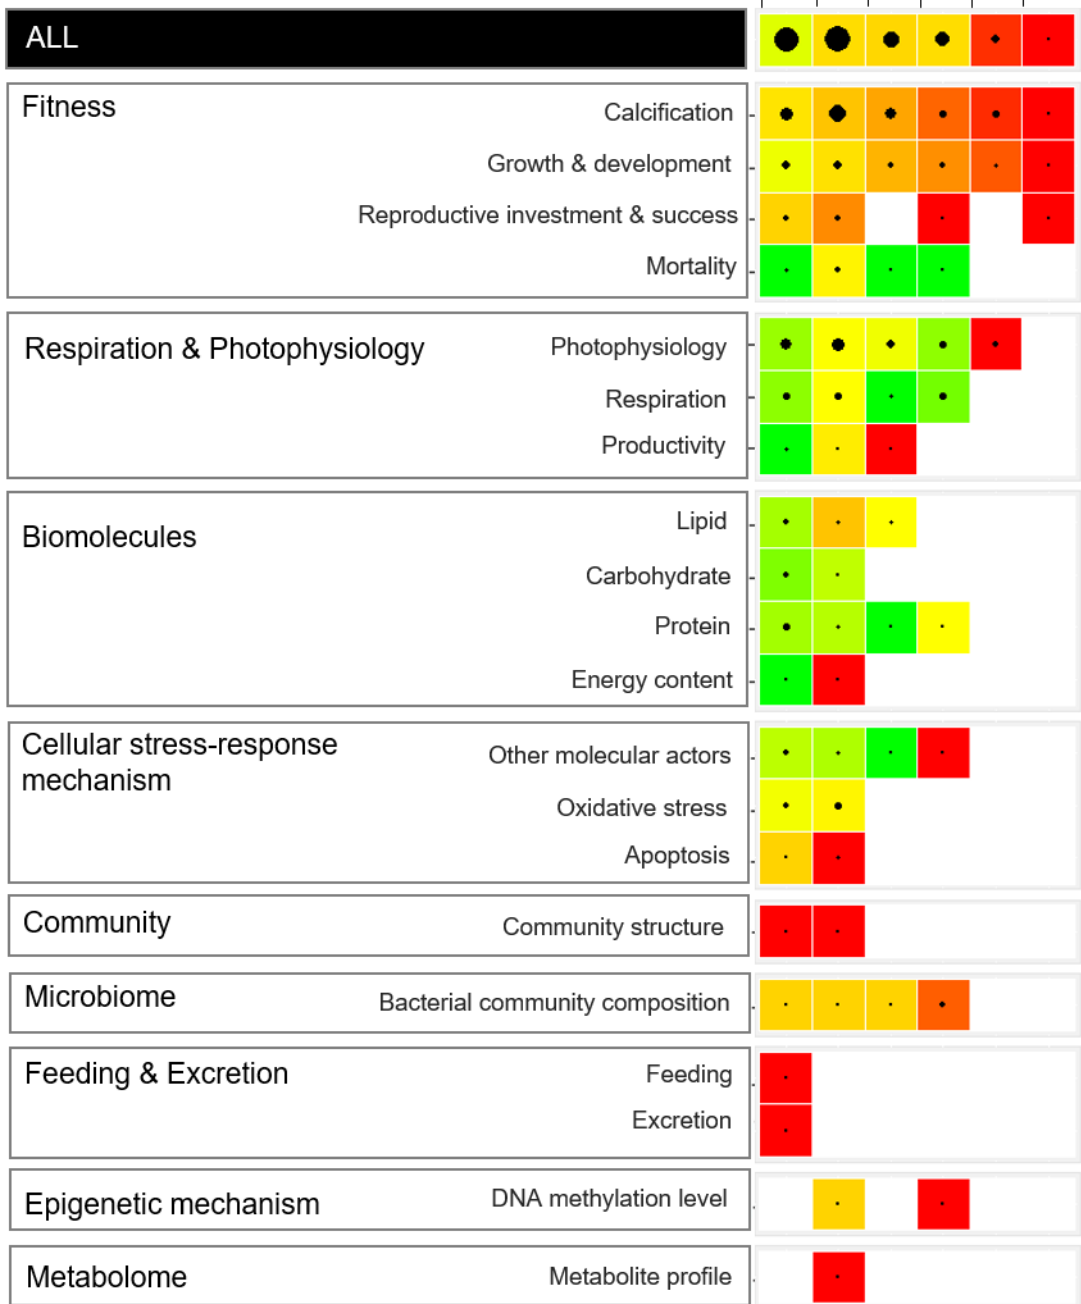 ALL
Fitness
Calcification
Growth & development
Reproductive investment & success
Mortality
Respiration & Photophysiology
Photophysiology
Respiration
Productivity
Biomolecules
Lipid
Carbohydrate
Protein
Energy content
Cellular stress-response
mechanism
Other molecular actors
Oxidative stress
Apoptosis
Community
Community structure
Microbiome
Bacterial community composition
Feeding & Excretion
Feeding
Excretion
Epigenetic mechanism
DNA methylation level
Metabolome
Metabolite profile